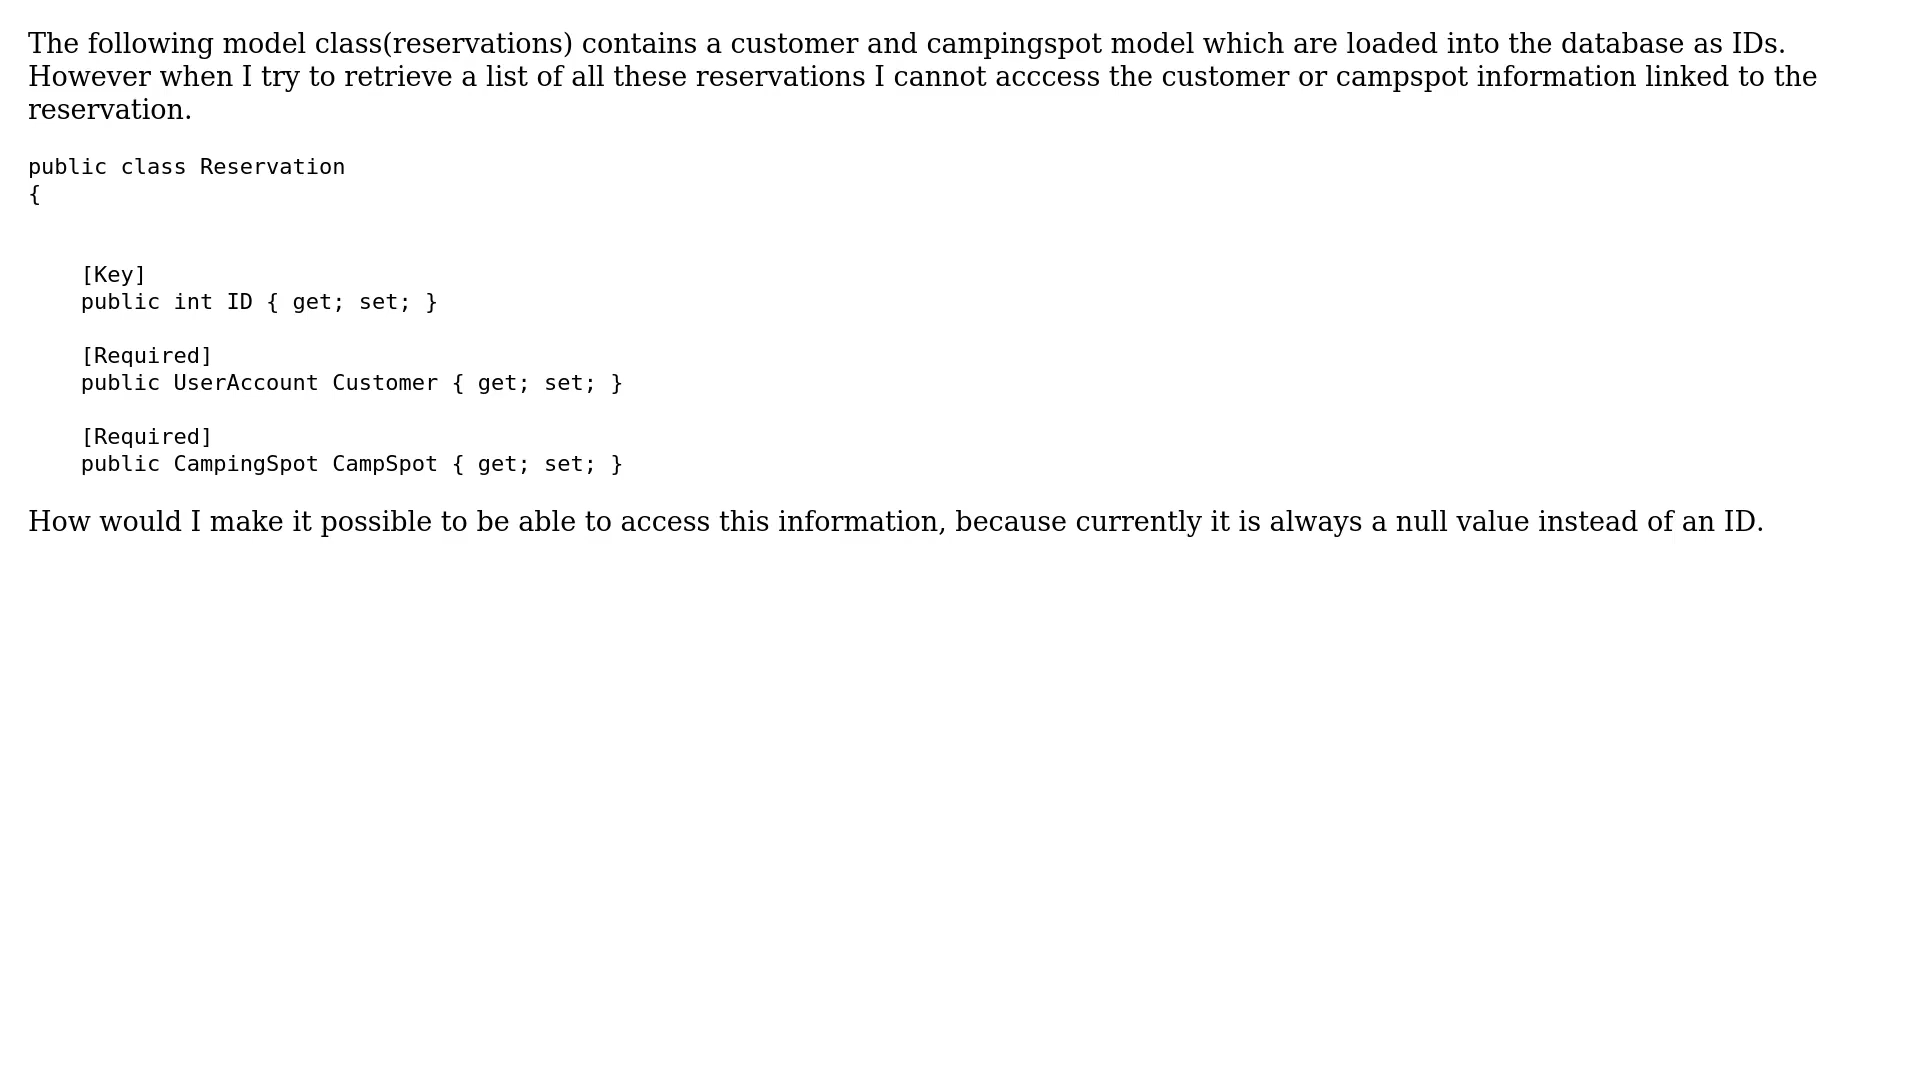 The following model class(reservations) contains a customer and campingspot model which are loaded into the database as IDs.
However when I try to retrieve a list of all these reservations I cannot acccess the customer or campspot information linked to the
reservation.
public class Reservation
{
[Key]
public int ID { get; set; }
[Required]
public UserAccount Customer { get; set; }
[Required]
public CampingSpot CampSpot { get; set; }
How would I make it possible to be able to access this information, because currently it is always a null value instead of an ID.